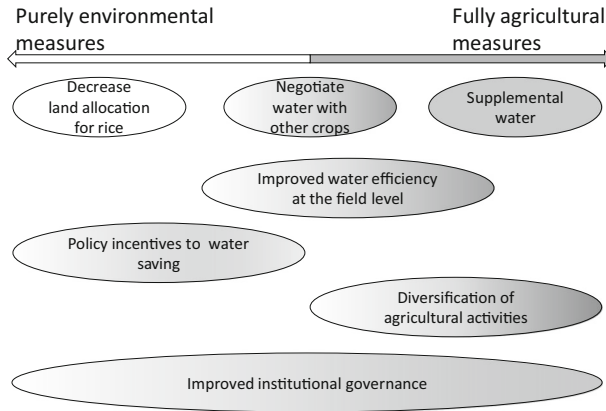 Purely environmental
measures
Fully agricultural
measures
Decrease
land allocation
for rice
Negotiate
water with
other crops
Supplemental
water
Improved water efficiency
at the field level
Policy incentives to water
saving
Diversification of
agricultural activities
Improved institutional governance